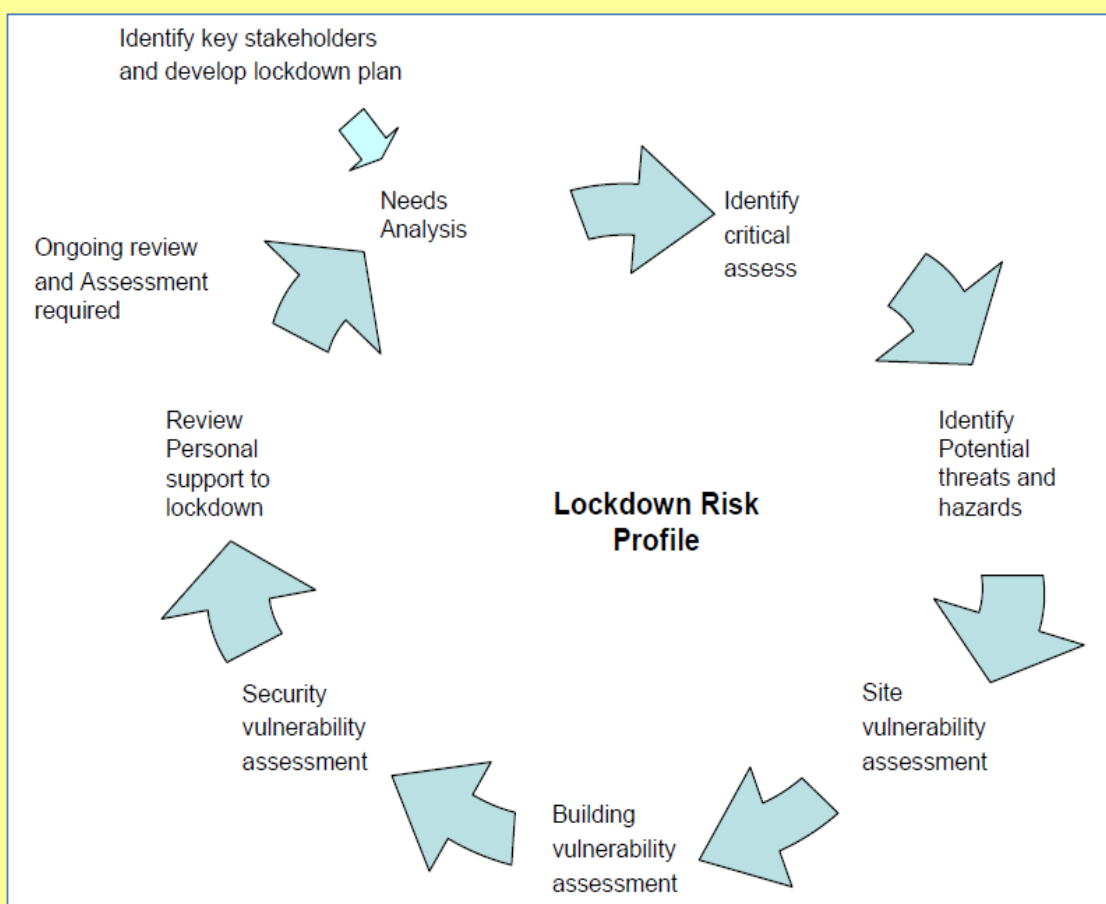 Identify key stakeholders
and develop lockdown plan
Needs
Analysis
Identify
critical
assess
Identify
Potential
threats and
hazards
Site
vulnerability
assessment
Building
vulnerability
assessment
Security
vulnerability
assessment
Review
Personal
support to
lockdown
Ongoing review
and Assessment
required
Lockdown Risk
Profile